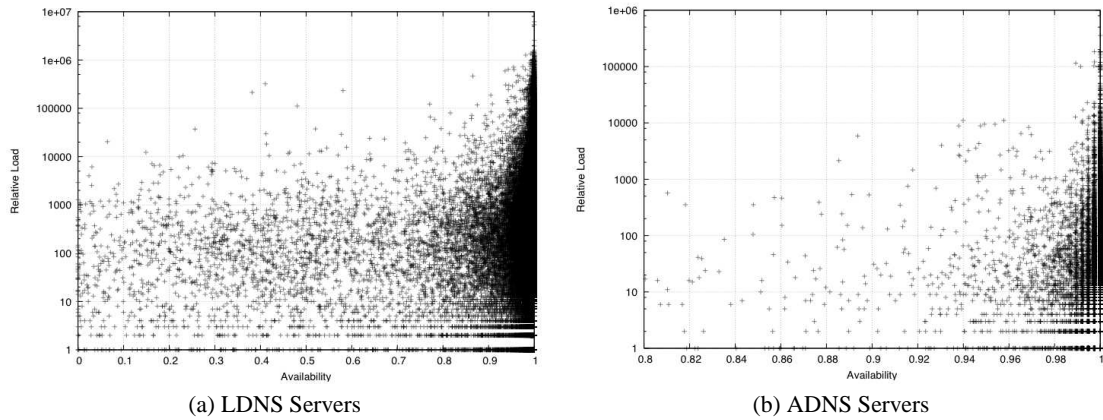 1e+07
1e+06
100000
10000
1000
100
10
1
Relative Load
0 0.1 0.2 0.3 0.4 0.5 0.6 0.7 0.8 0.9 1
Availability
(a) LDNS Servers
1e+06
100000
10000
1000
100
10
1
Relative Load
0.8 0.82 0.84 0.86 0.88 0.9 0.92 0.94 0.96 0.98 1
Availability
(b) ADNS Servers